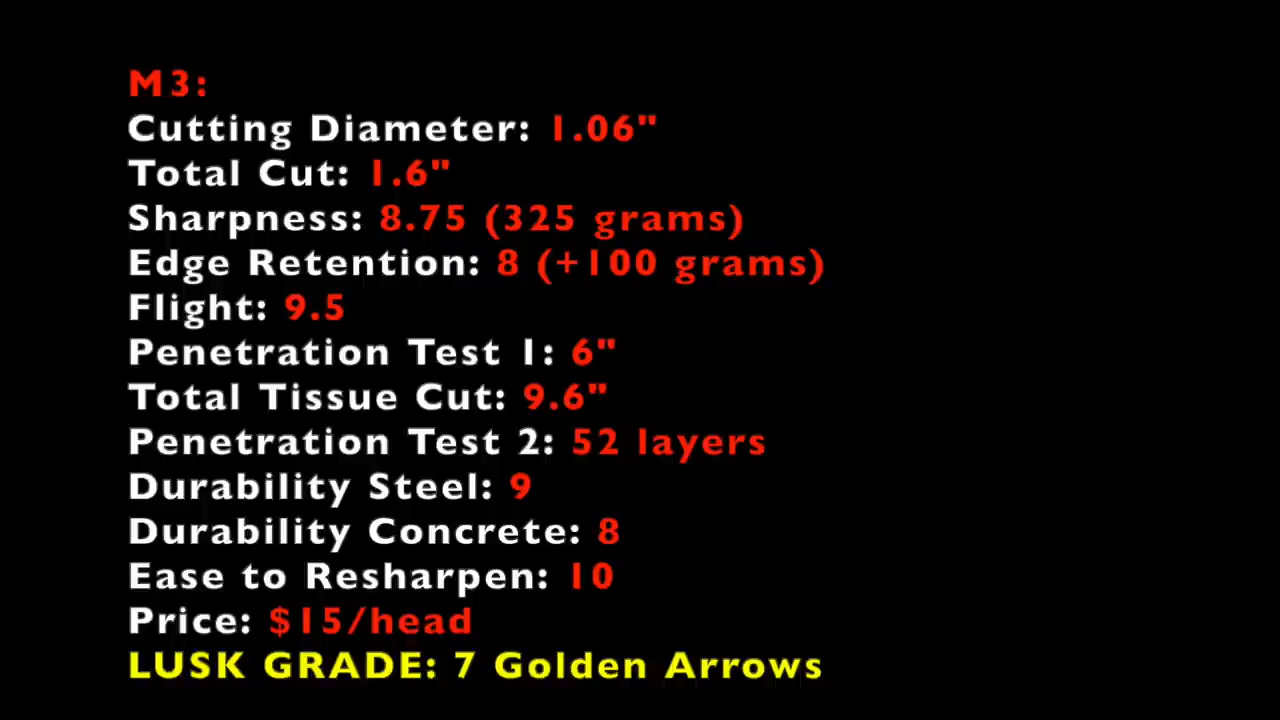 M3:
Cutting Diameter: 1.06"
Total Cut: 1.6"
Sharpness: 8.75 (325 grams)
Edge Retention: 8 (+100 grams)
Flight: 9.5
Penetration Test 1: 6"
Total Tissue Cut: 9.6"
Penetration Test 2: 52 layers
Durability Steel: 9
Durability Concrete: 8
Ease to Resharpen: 10
Price: $15/head
LUSK GRADE: 7 Golden Arrows